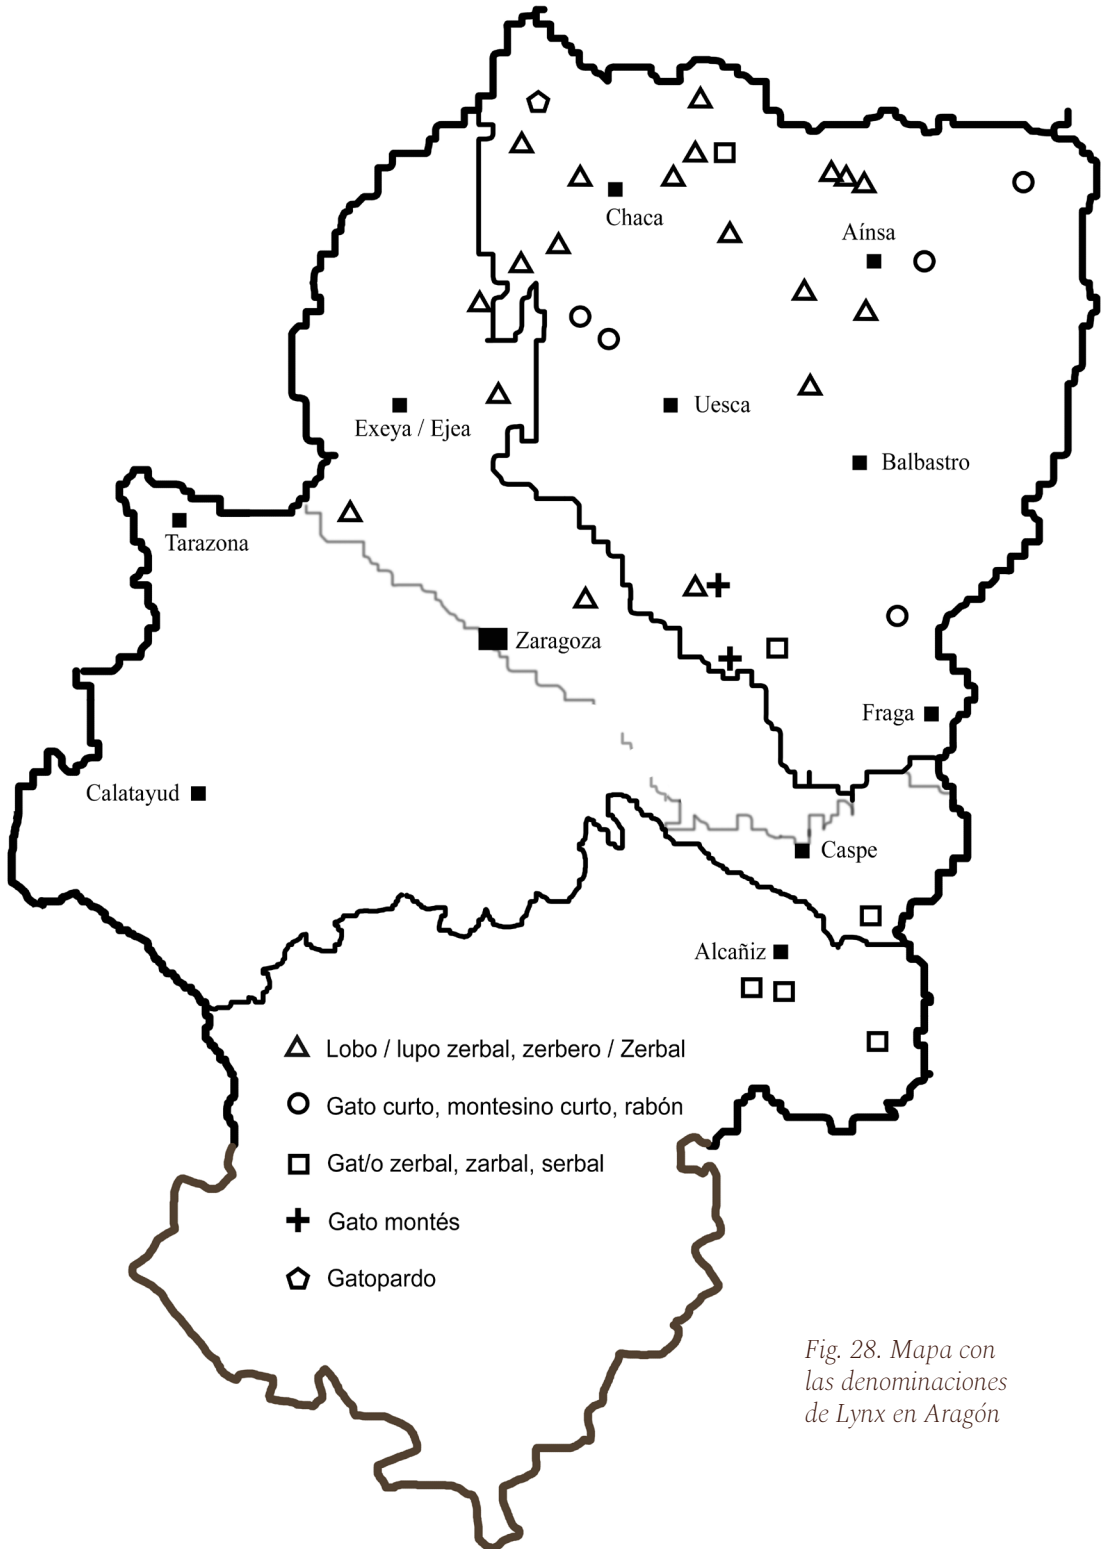 Chaca
Aínsa
Exeya / Ejea
Uesca
Balbastro
Tarazona
Zaragoza
Fraga
Calatayud
Caspe
Alcañiz
Lobo / lupo zerbal, zerbero / Zerbal
Gato curto, montesino curto, rabón
Gat/o zerbal, zarbal, serbal
Gato montés
Gatopardo
Fig. 28. Mapa con
las denominaciones
de Lynx en Aragón